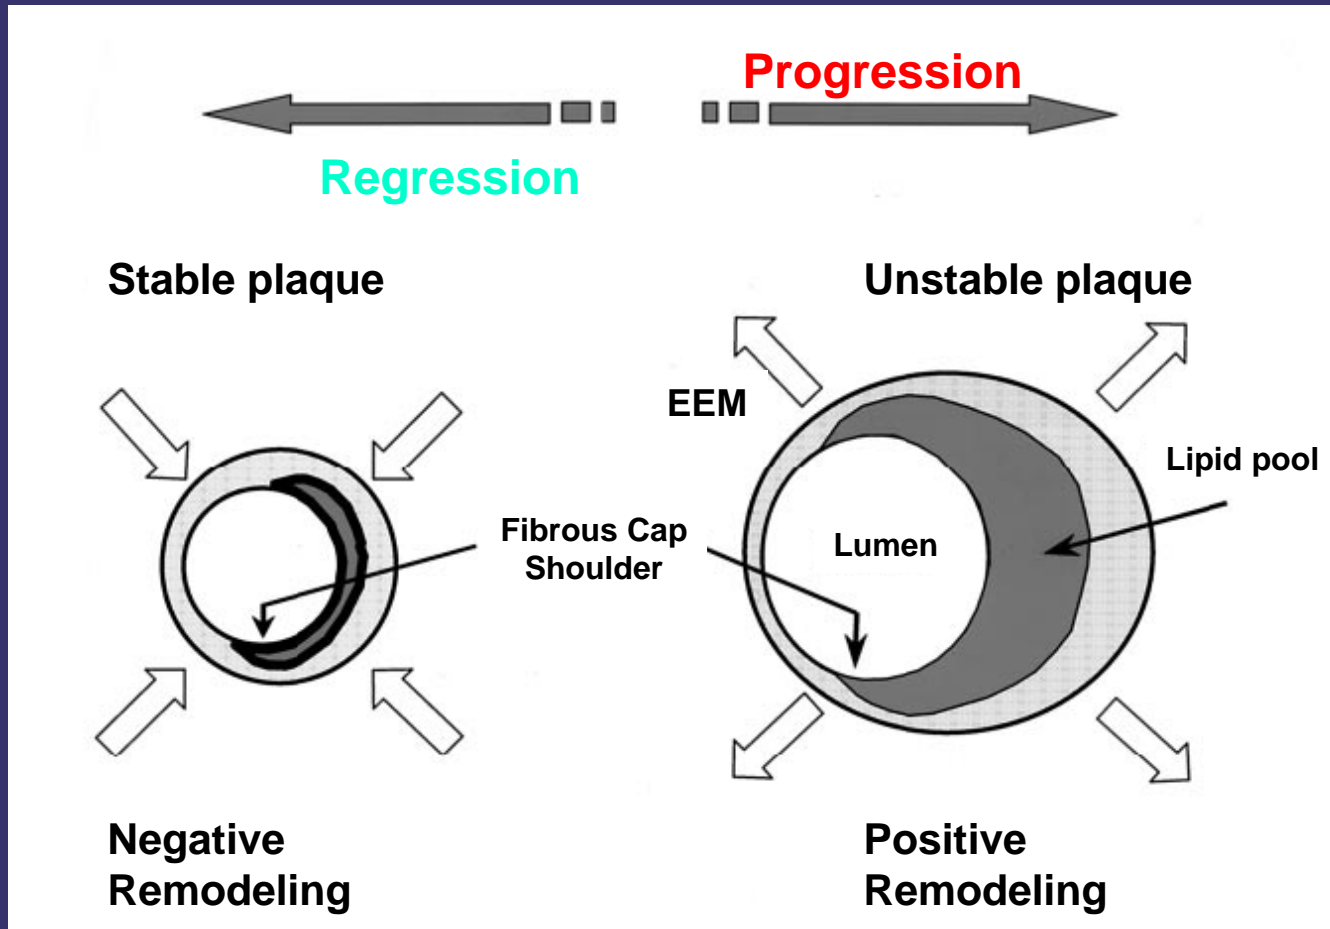 Progression
Regression
Stable plaque
Unstable plaque
EEM
Lipid pool
Fibrous Cap
Shoulder
Lumen
Negative
Remodeling
Positive
Remodeling